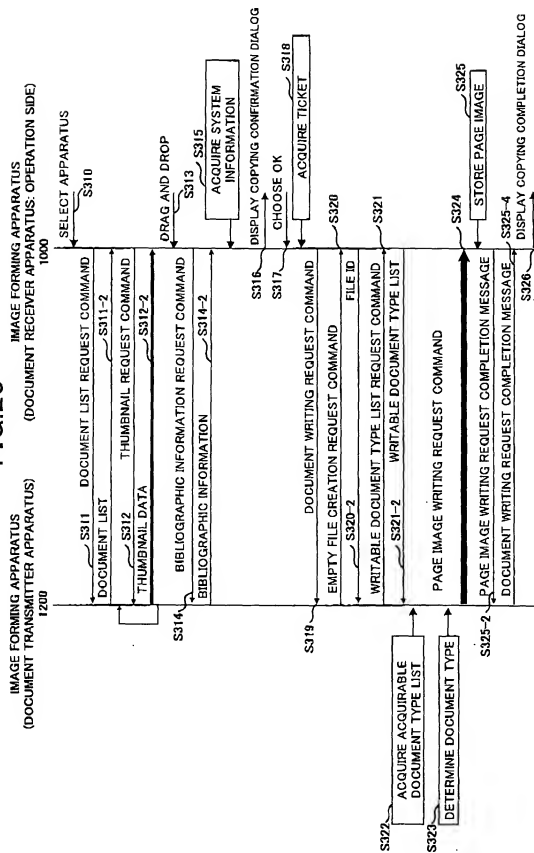 FIG.26
IMAGE FORMING APPARATUS
(DOCUMENT TRANSMITTER APPARATUS)
1200
IMAGE FORMING APPARATUS
(DOCUMENT RECEIVER APPARATUS: OPERATION SIDE)
1000
SELECT APPARATUS
S310
S311
DOCUMENT LIST REQUEST COMMAND
DOCUMENT LIST
S311-2
S312
THUMBNAIL REQUEST COMMAND
THUMBNAIL DATA
S312-2
DRAG AND DROP
S313
BIBLIOGRAPHIC INFORMATION REQUEST COMMAND
S314
BIBLIOGRAPHIC INFORMATION
S314-2
S315
ACQUIRE SYSTEM
INFORMATION
DISPLAY COPYING CONFIRMATION DIALOG
S316
CHOOSE OK
S317
S318
ACQUIRE TICKET
DOCUMENT WRITING REQUEST COMMAND
S319
EMPTY FILE CREATION REQUEST COMMAND
S320
S320-2
FILE ID
WRITABLE DOCUMENT TYPE LIST REQUEST COMMAND
S321
S321-2
WRITABLE DOCUMENT TYPE LIST
S322
ACQUIRE ACQUIRABLE
DOCUMENT TYPE LIST
S323
DETERMINE DOCUMENT TYPE
PAGE IMAGE WRITING REQUEST COMMAND
S324
STORE PAGE IMAGE
S325
PAGE IMAGE WRITING REQUEST COMPLETION MESSAGE
S325-2
DOCUMENT WRITING REQUEST COMPLETION MESSAGE
S325-4
DISPLAY COPYING COMPLETION DIALOG
S326